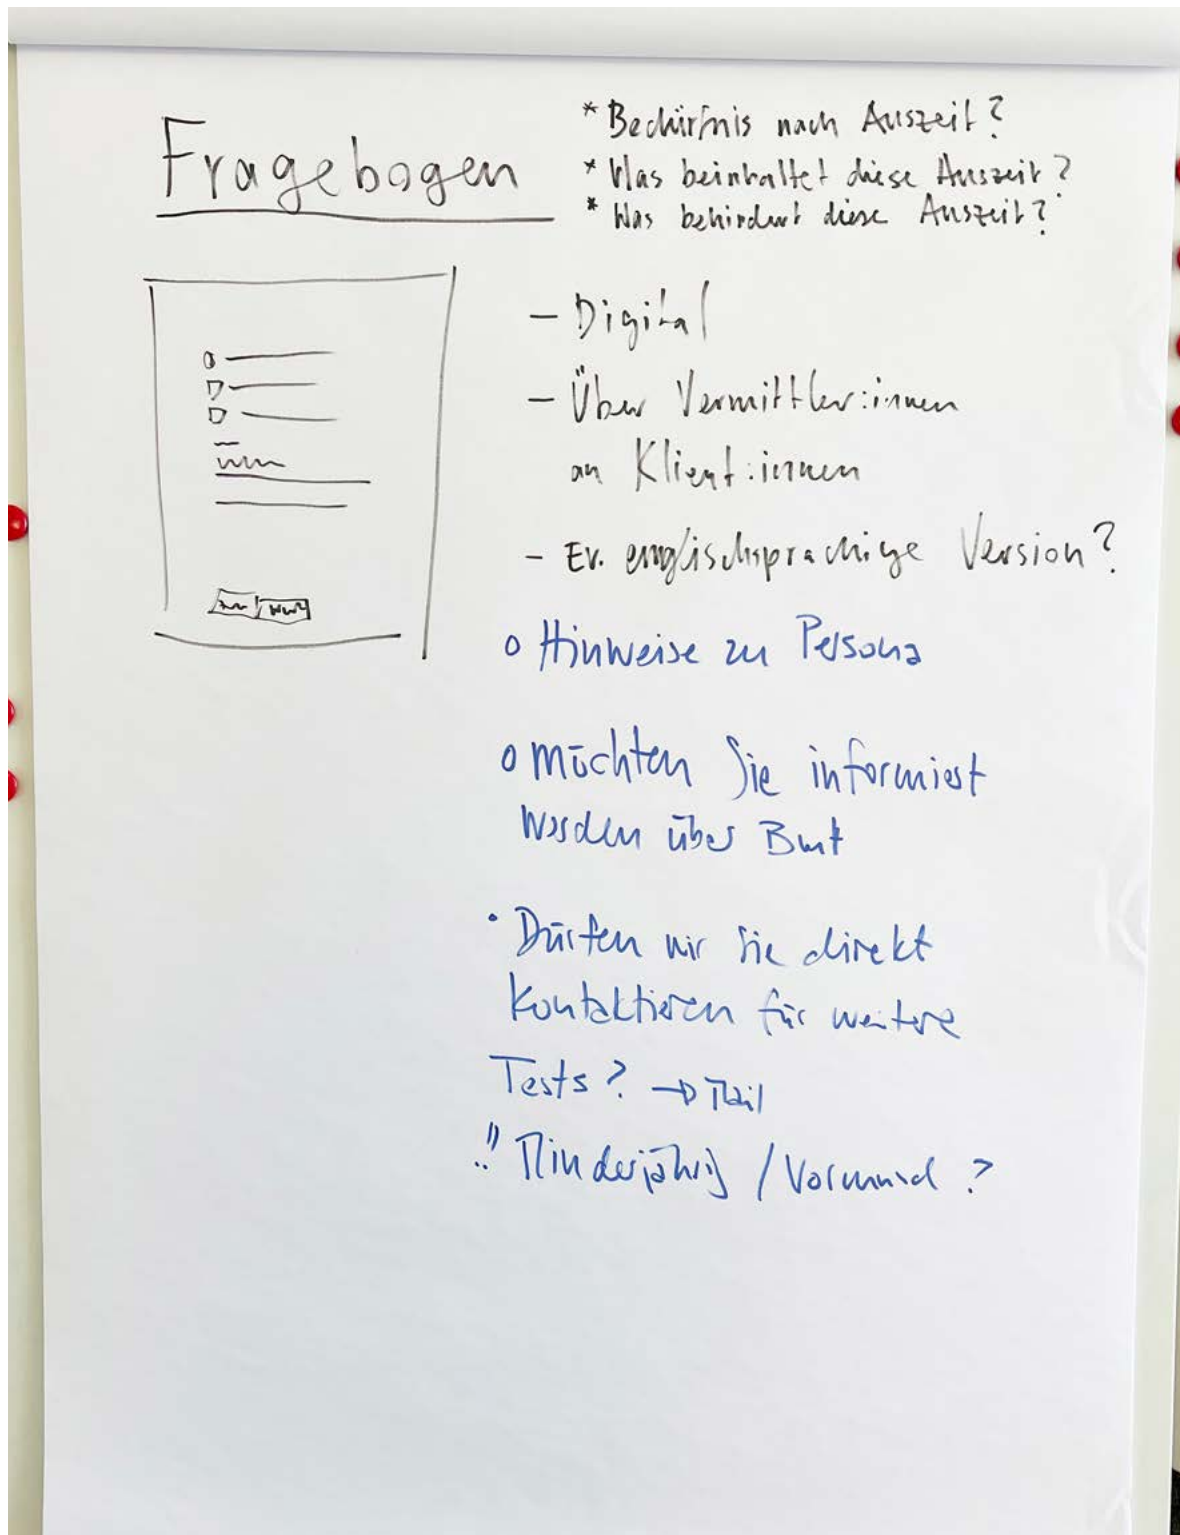 Fragebogen
* Bedürfnis nach Auszeit?
* Was beinhaltet diese Auszeit?
* Was behindert diese Auszeit?
– Digital
– Über Vermittler:innen
an Klient:innen
- Ev. englischsprachige Version?
o Hinweise zu Persona
o Möchten Sie informiert
werden über
• Dürfen wir Sie direkt
kontaktieren für weitere
Tests? → Mail
!! Minderjährig / Vormund ?